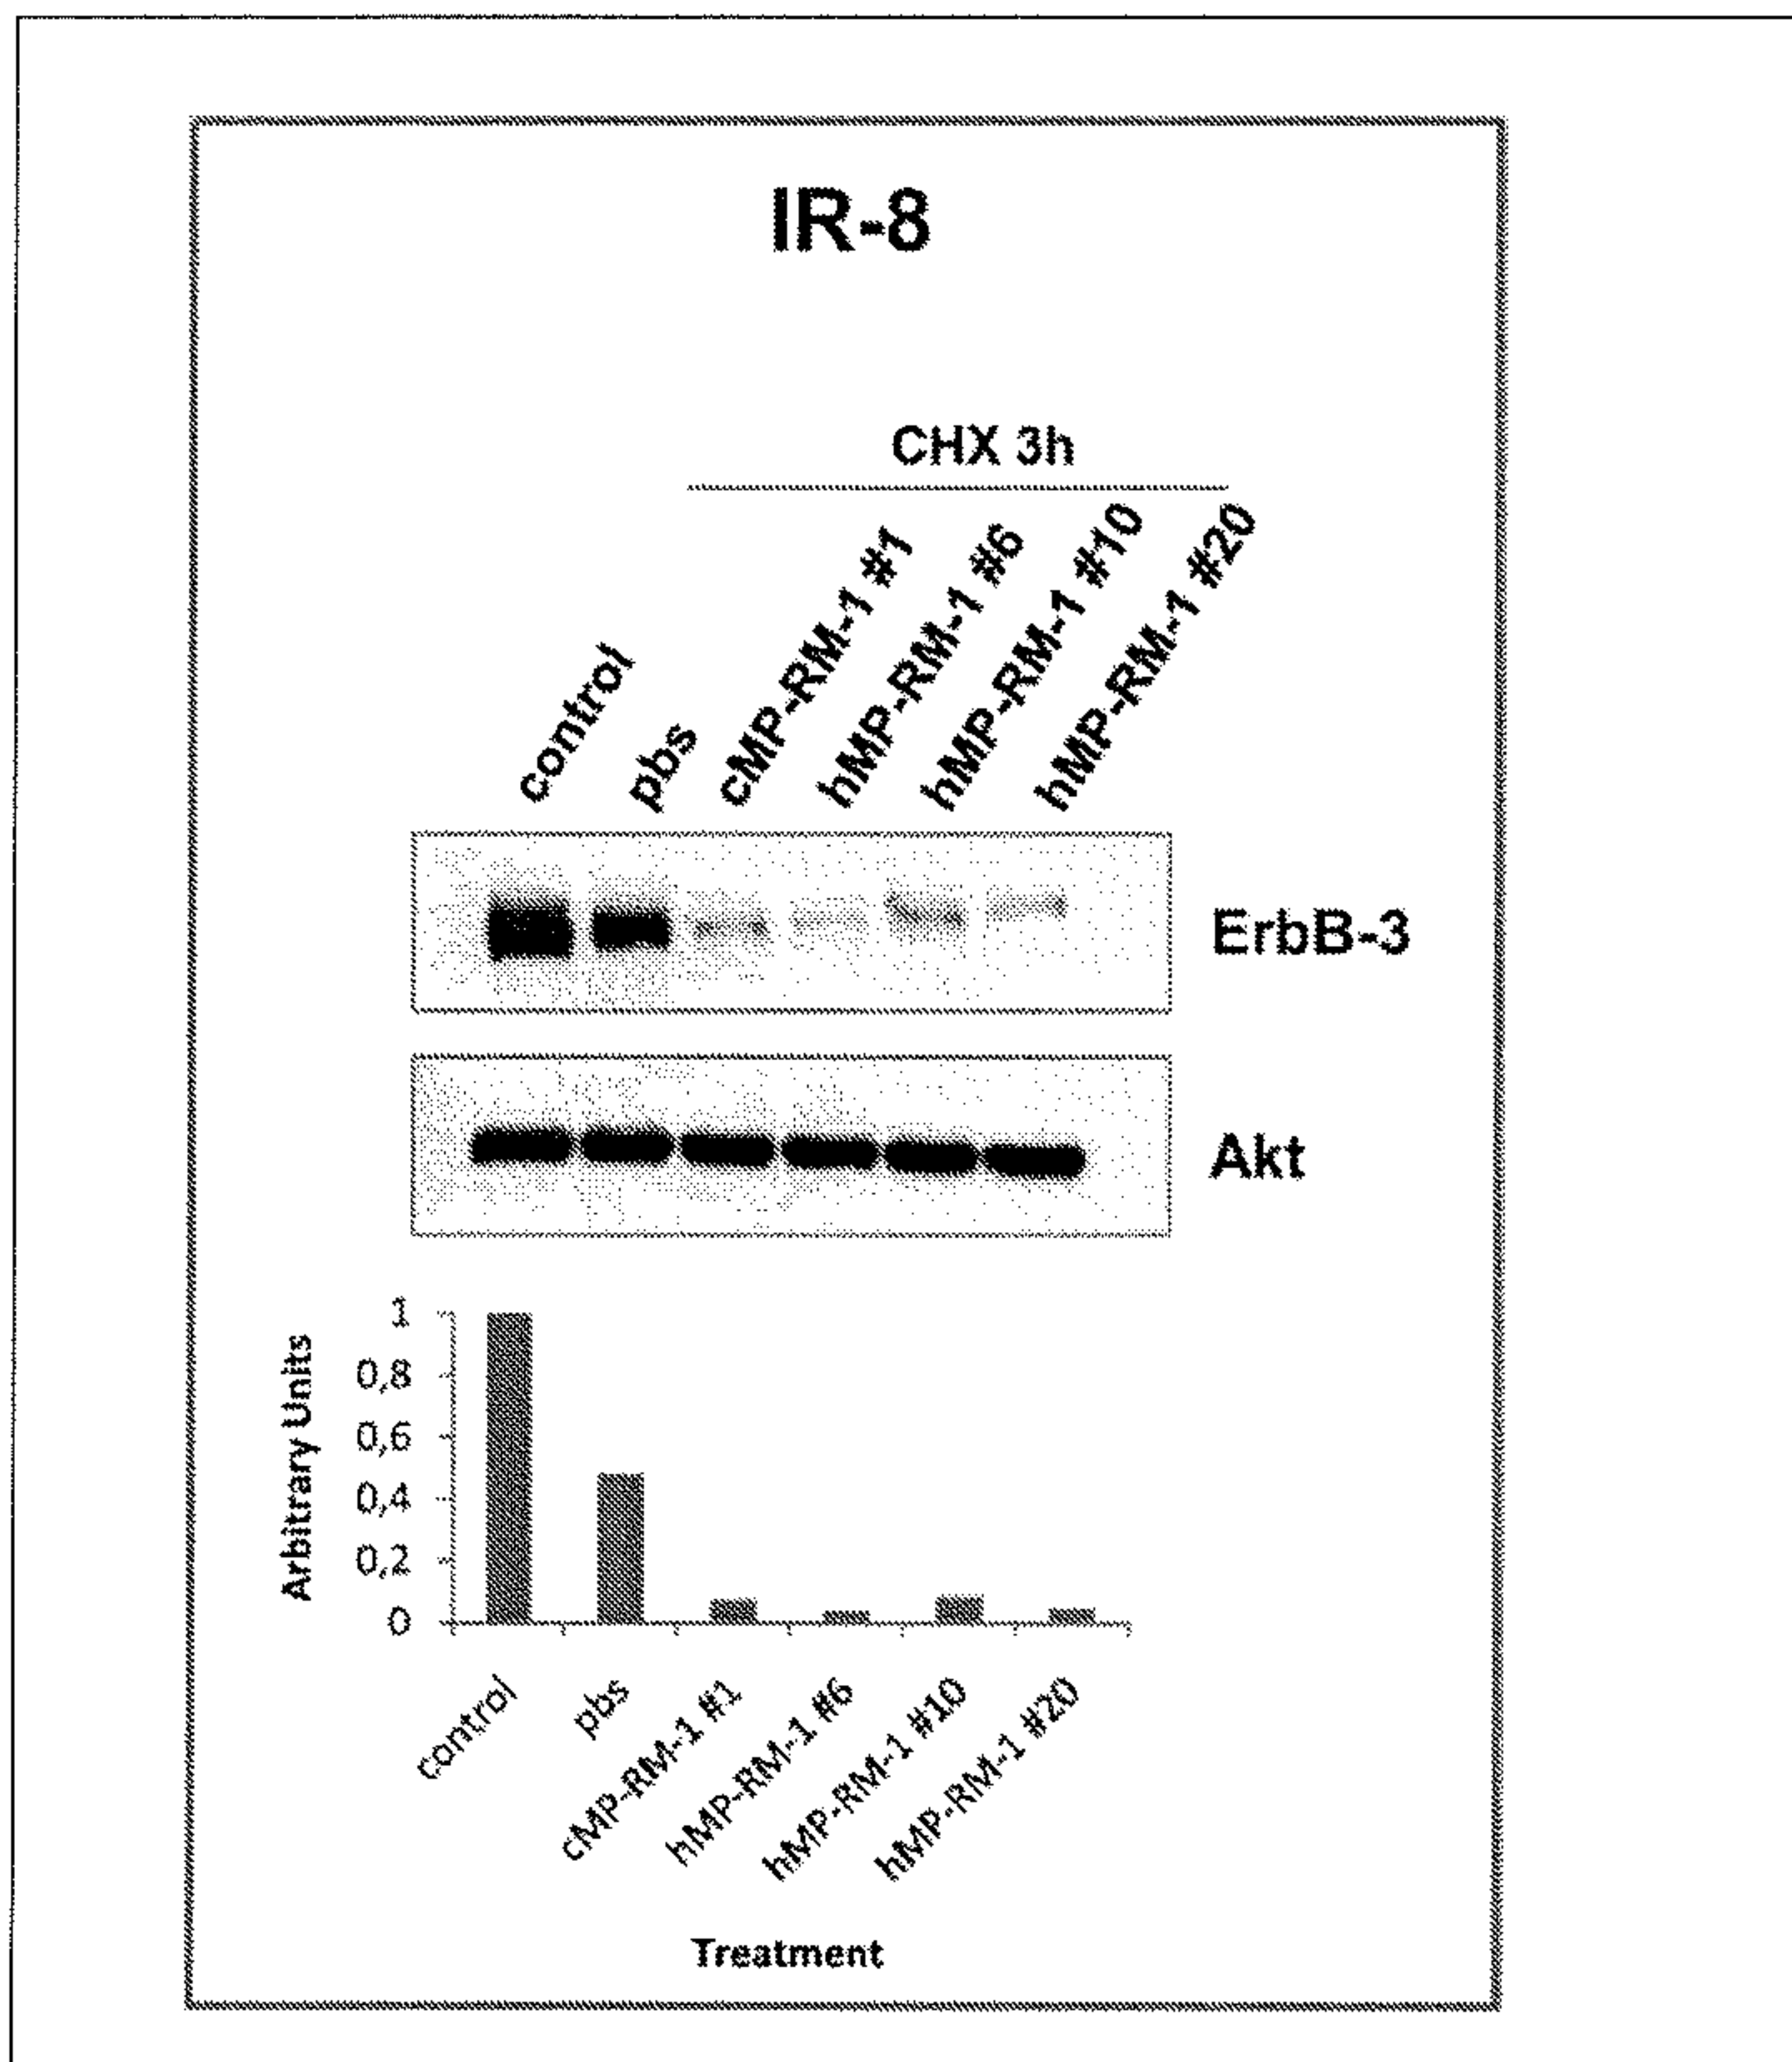 IR-8
CHX 3h
control
pbs
cMP-RM-1 #1
hMP-RM-1 #6
hMP-RM-1 #10
hMP-RM-1 #20
ErbB-3
Akt
Arbitrary Units
1
0,8
0,6
0,4
0,2
0
control
pbs
cMP-RM-1 #1
hMP-RM-1 #6
hMP-RM-1 #10
hMP-RM-1 #20
Treatment